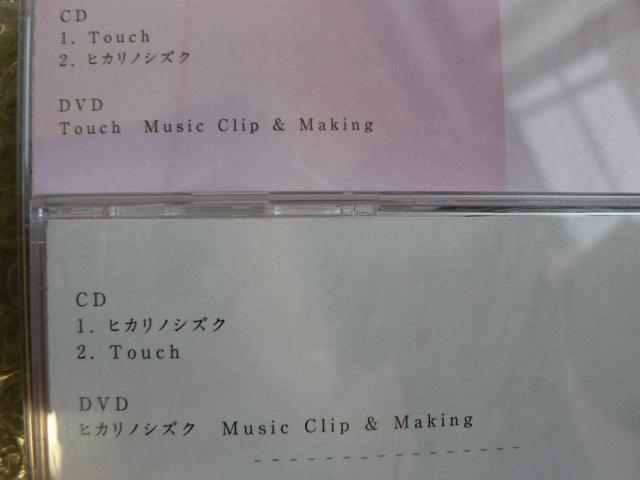 CD
1. Touch
2. ヒカリノシズク
DVD
Touch Music Clip & Making
CD
1. ヒカリノシズク
2. Touch
DVD
ヒカリノシズク Music Clip & Making